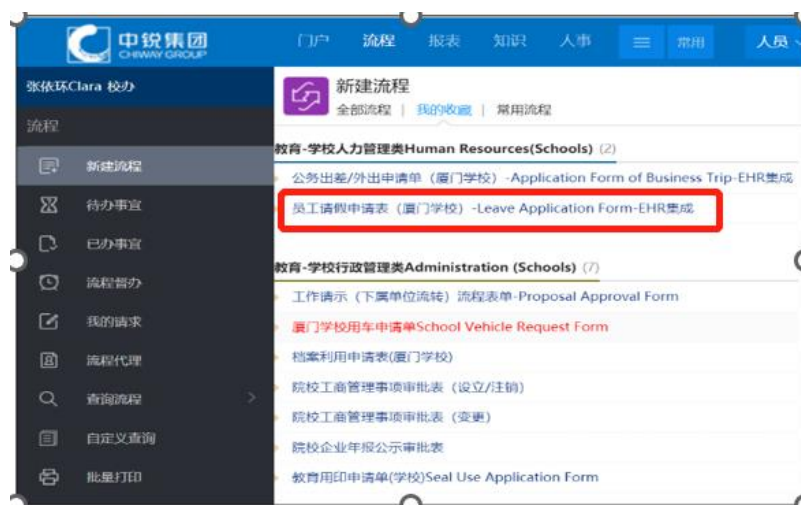 中锐集团
CHIWAY GROUP
门户 流程 报表 知识 人事 常用 人员
张依环Clara 校办
流程
新建流程
待办事宜
已办事宜
流程督办
我的请求
流程代理
查询流程
自定义查询
批量打印
新建流程
全部流程 | 我的收藏 | 常用流程
教育-学校人力管理类Human Resources(Schools) (2)
公务出差/外出申请单（厦门学校）-Application Form of Business Trip-EHR集成
员工请假申请表（厦门学校）-Leave Application Form-EHR集成
教育-学校行政管理类Administration (Schools) (7)
工作请示（下属单位流转）流程表单-Proposal Approval Form
厦门学校用车申请单School Vehicle Request Form
档案利用申请表(厦门学校)
院校工商管理事项审批表（设立/注销）
院校工商管理事项审批表（变更）
院校企业年报公示审批表
教育用印申请单(学校)Seal Use Application Form